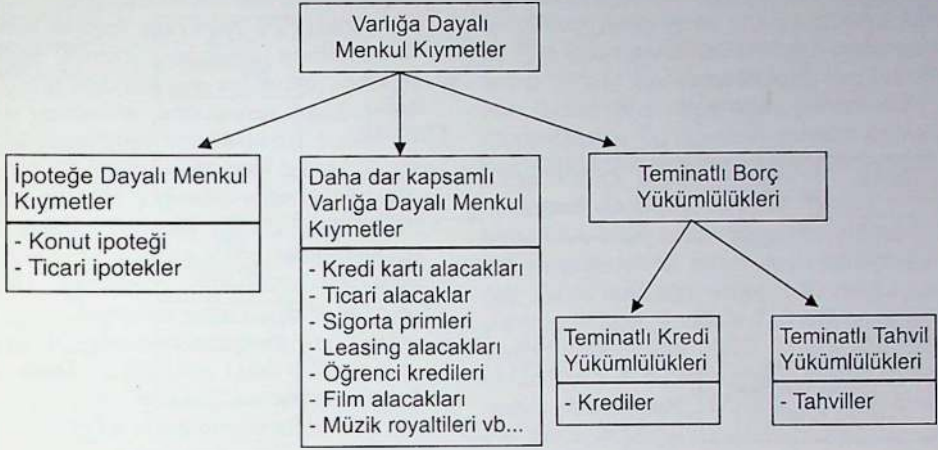 Varlığa Dayalı
Menkul Kıymetler
İpoteğe Dayalı Menkul
Kıymetler
- Konut ipoteği
- Ticari ipotekler
Daha dar kapsamlı
Varlığa Dayalı Menkul
Kıymetler
- Kredi kartı alacakları
- Ticari alacaklar
- Sigorta primleri
- Leasing alacakları
- Öğrenci kredileri
- Film alacakları
- Müzik royaltileri vb...
Teminatlı Borç
Yükümlülükleri
Teminatlı Kredi
Yükümlülükleri
- Krediler
Teminatlı Tahvil
Yükümlülükleri
- Tahviller